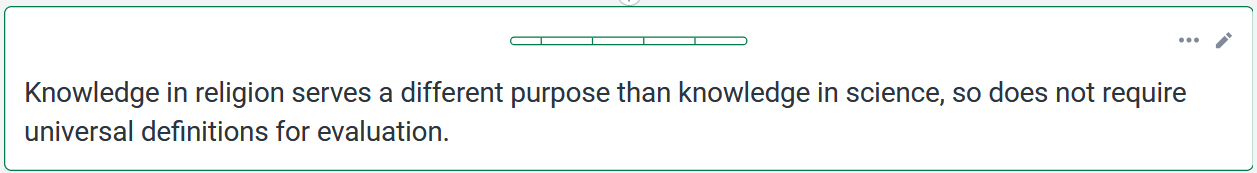 Knowledge in religion serves a different purpose than knowledge in science, so does not require
universal definitions for evaluation.